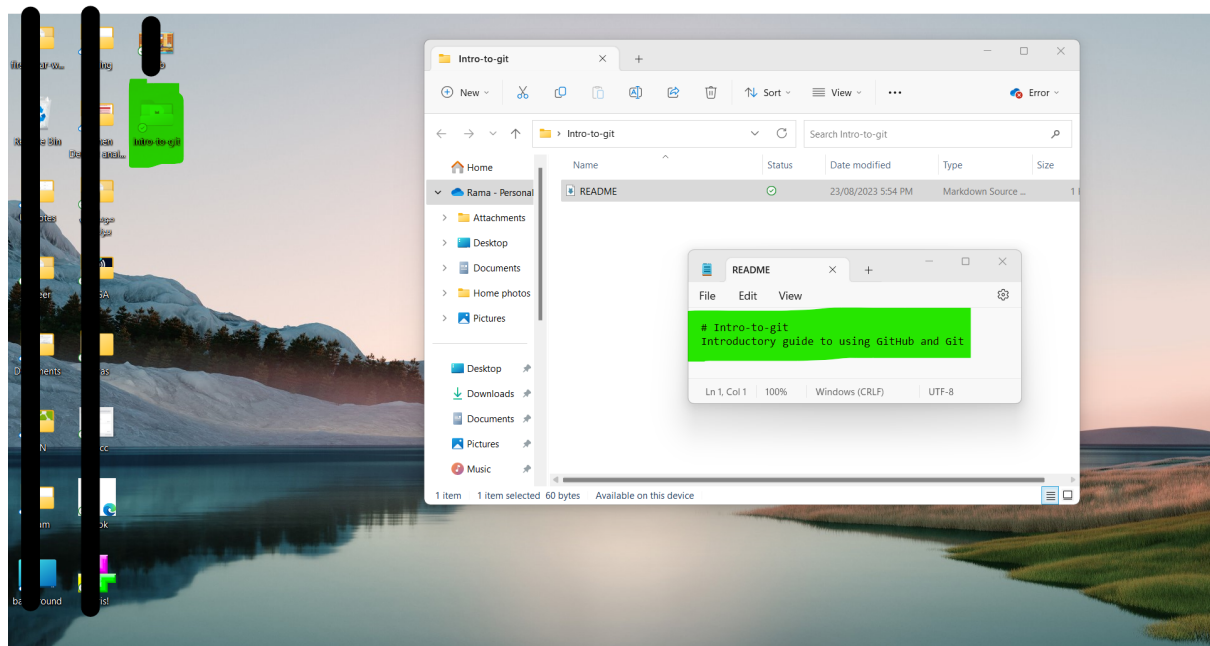 Intro-to-git
New
Sort
View
Error
Intro-to-git
Search Intro-to-git
Home
Rama - Personal
Attachments
Desktop
Documents
Home photos
Pictures
Desktop
Downloads
Documents
Pictures
Music
Name Status Date modified Type Size
README 23/08/2023 5:54 PM Markdown Source ... 1
README
File Edit View
# Intro-to-git
Introductory guide to using GitHub and Git
Ln 1, Col 1 100% Windows (CRLF) UTF-8
1 item 1 item selected 60 bytes Available on this device
intro-to-git